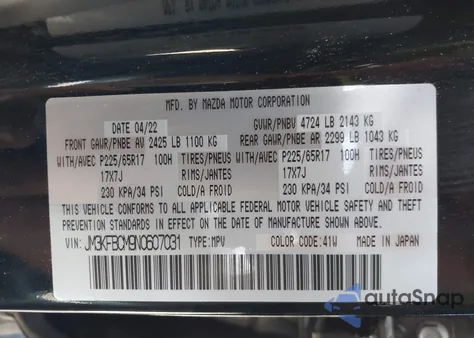 MFD. BY MAZDA MOTOR CORPORATION
DATE 04/22 GVWR/PNBV 4724 LB 2143 KG
FRONT GAWR/PNBE AV 2425 LB 1100 KG REAR GAWR/PNBE AR 2299 LB 1043 KG
WITH/AVEC P225/65R17 100H TIRES/PNEUS WITH/AVEC P225/65R17 100H TIRES/PNEUS
17X7J RIMS/JANTES 17X7J RIMS/JANTES
230 KPA/34 PSI COLD/A FROID 230 KPA/34 PSI COLD/A FROID
THIS VEHICLE CONFORMS TO ALL APPLICABLE FEDERAL MOTOR VEHICLE
SAFETY, BUMPER, AND THEFT PREVENTION STANDARDS IN EFFECT
ON THE DATE OF MANUFACTURE SHOWN ABOVE.
VIN: JM3KFBCM9N0607031 TYPE: MPV COLOR CODE: 41W MADE IN JAPAN
autoSnap